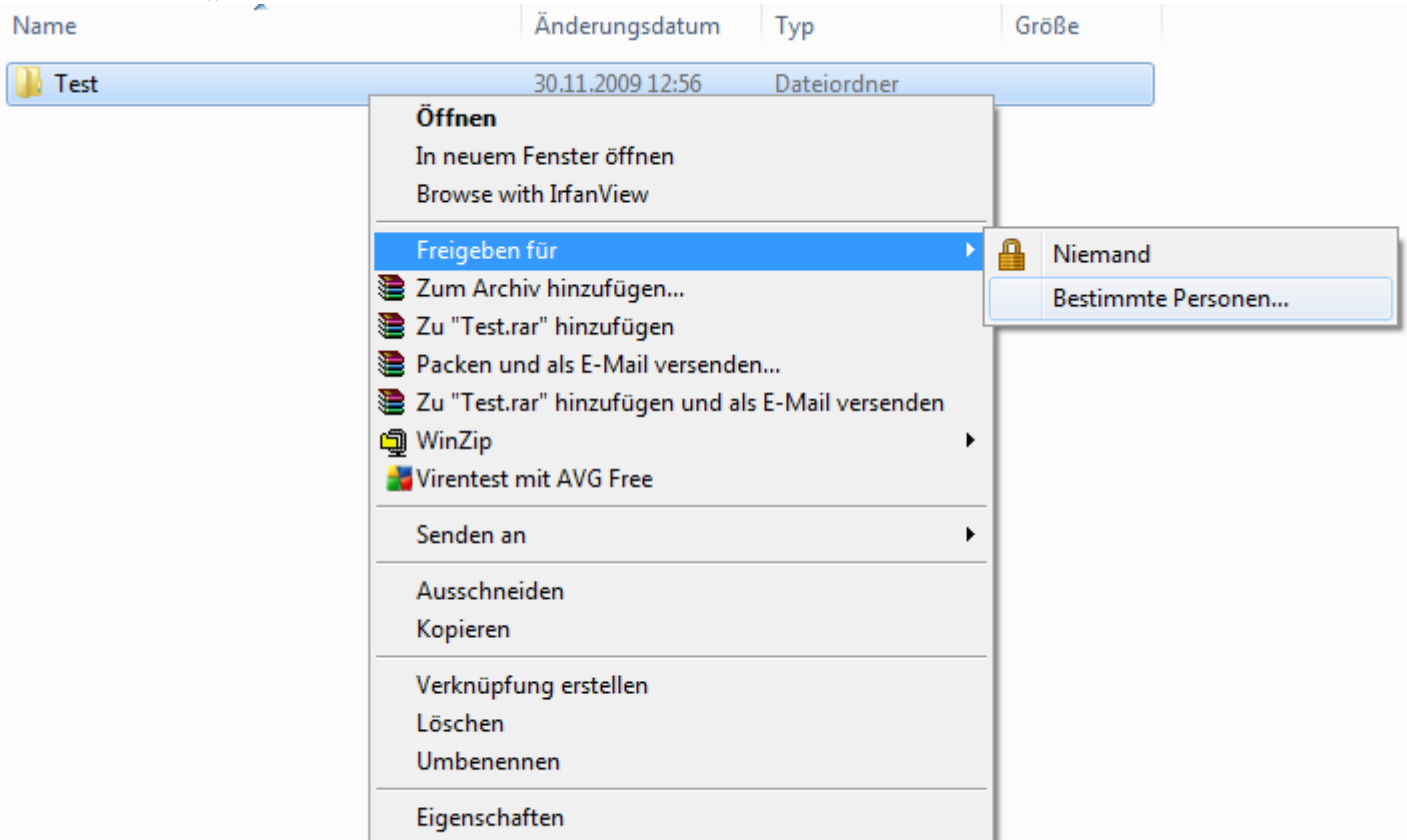 Name Änderungsdatum Typ Größe
Test 30.11.2009 12:56 Dateiordner
Öffnen
In neuem Fenster öffnen
Browse with IrfanView
Freigeben für
Niemand
Bestimmte Personen...
Zum Archiv hinzufügen...
Zu "Test.rar" hinzufügen
Packen und als E-Mail versenden...
Zu "Test.rar" hinzufügen und als E-Mail versenden
WinZip
Virentest mit AVG Free
Senden an
Ausschneiden
Kopieren
Verknüpfung erstellen
Löschen
Umbenennen
Eigenschaften